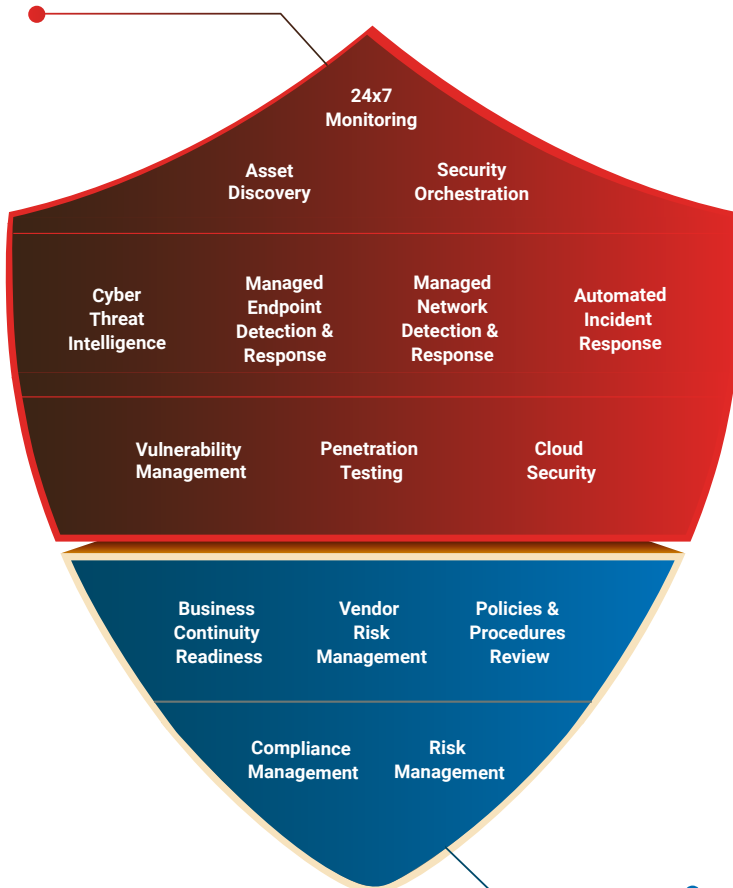 24x7
Monitoring
Asset
Discovery
Security
Orchestration
Cyber
Threat
Intelligence
Managed
Endpoint
Detection &
Response
Managed
Network
Detection &
Response
Automated
Incident
Response
Vulnerability
Management
Penetration
Testing
Cloud
Security
Business
Continuity
Readiness
Vendor
Risk
Management
Policies &
Procedures
Review
Compliance
Management
Risk
Management